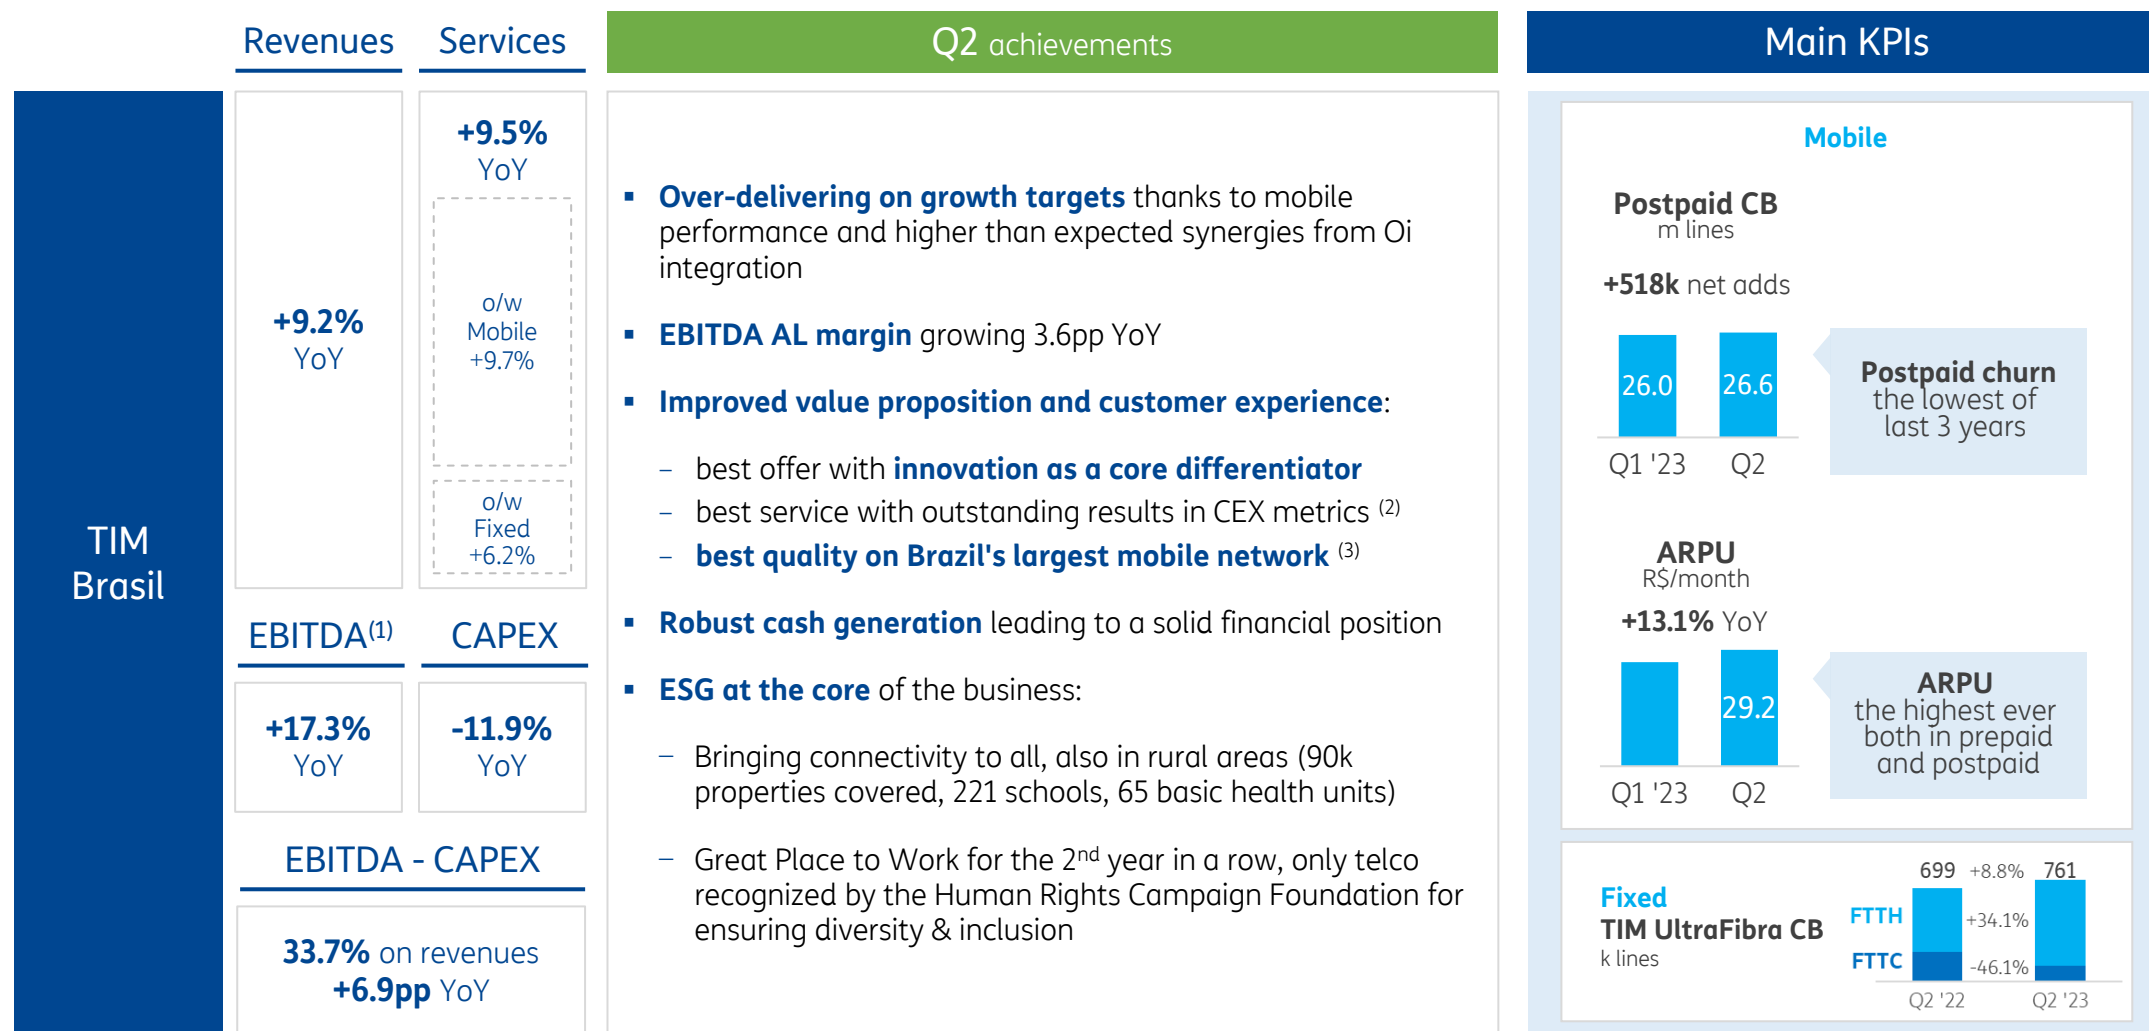 Revenues
Services
Q2 achievements
Main KPIs
TIM
Brasil
+9.2%
YoY
+9.5%
YoY
o/w
Mobile
+9.7%
o/w
Fixed
+6.2%
EBITDA(1)
CAPEX
+17.3%
YoY
-11.9%
YoY
EBITDA - CAPEX
33.7% on revenues
+6.9pp YoY
▪ Over-delivering on growth targets thanks to mobile
performance and higher than expected synergies from Oi
integration
▪ EBITDA AL margin growing 3.6pp YoY
▪ Improved value proposition and customer experience:
– best offer with innovation as a core differentiator
– best service with outstanding results in CEX metrics (2)
– best quality on Brazil's largest mobile network (3)
▪ Robust cash generation leading to a solid financial position
▪ ESG at the core of the business:
– Bringing connectivity to all, also in rural areas (90k
properties covered, 221 schools, 65 basic health units)
– Great Place to Work for the 2nd year in a row, only telco
recognized by the Human Rights Campaign Foundation for
ensuring diversity & inclusion
Mobile
Postpaid CB
m lines
+518k net adds
26.0
26.6
Q1 '23
Q2
Postpaid churn
the lowest of
last 3 years
ARPU
R$/month
+13.1% YoY
29.2
Q1 '23
Q2
ARPU
the highest ever
both in prepaid
and postpaid
Fixed
TIM UltraFibra CB
k lines
699
+8.8%
761
FTTH
+34.1%
FTTC
-46.1%
Q2 '22
Q2 '23